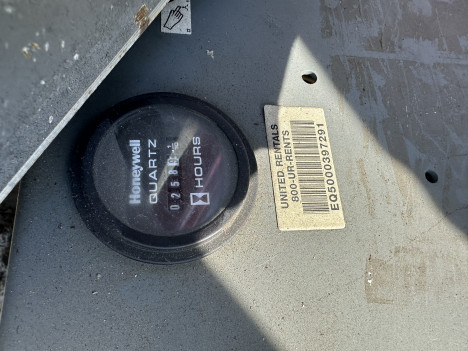 Honeywell
QUARTZ
HOURS
UNITED RENTALS
800-UR-RENTS
EQ5000397291